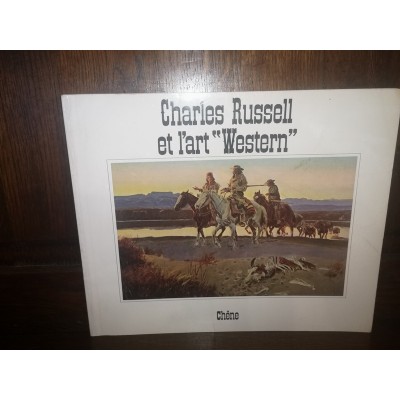 Charles Russell
et l'art "Western"
Chêne